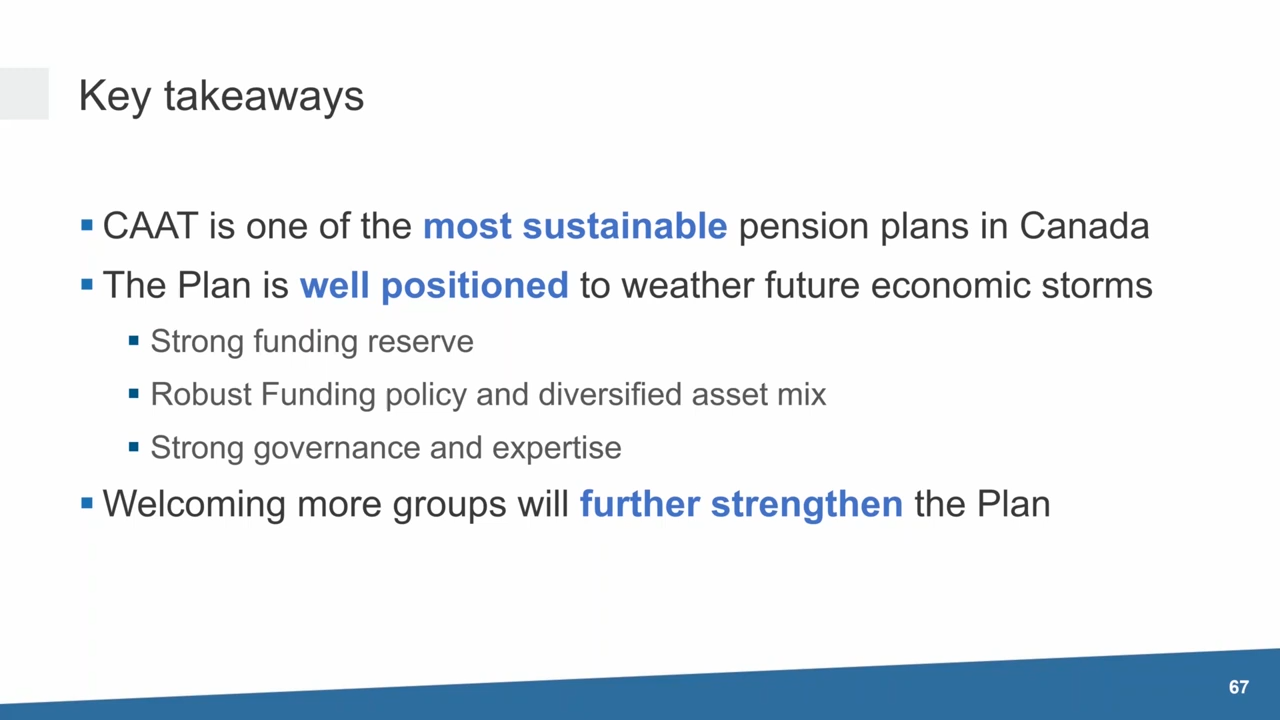 Key takeaways
▪ CAAT is one of the most sustainable pension plans in Canada
▪ The Plan is well positioned to weather future economic storms
▪ Strong funding reserve
▪ Robust Funding policy and diversified asset mix
▪ Strong governance and expertise
▪ Welcoming more groups will further strengthen the Plan
67